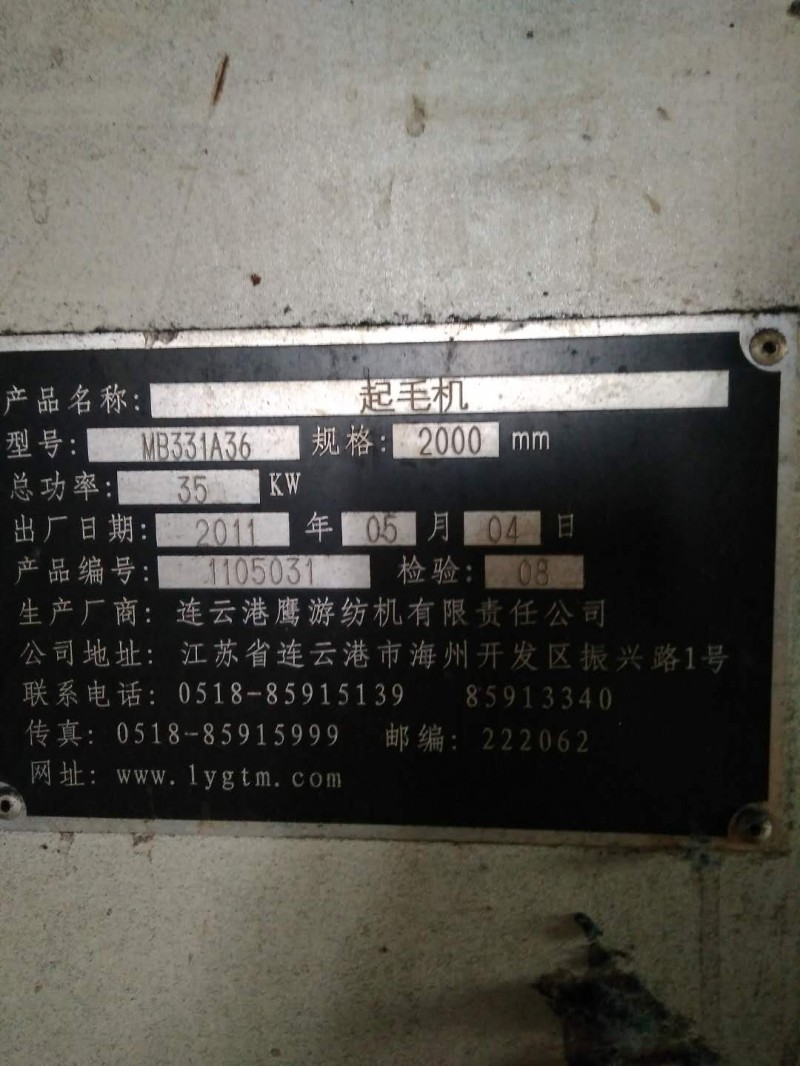 产品名称: 起毛机
型号: MB331A36 规格: 2000 mm
总功率: 35 KW
出厂日期: 2011 年 05 月 04 日
产品编号: 1105031 检验: 08
生产厂商: 连云港鹰游纺机有限责任公司
公司地址: 江苏省连云港市海州开发区振兴路1号
联系电话: 0518-85915139 85913340
传真: 0518-85915999 邮编: 222062
网址: www.lygtm.com